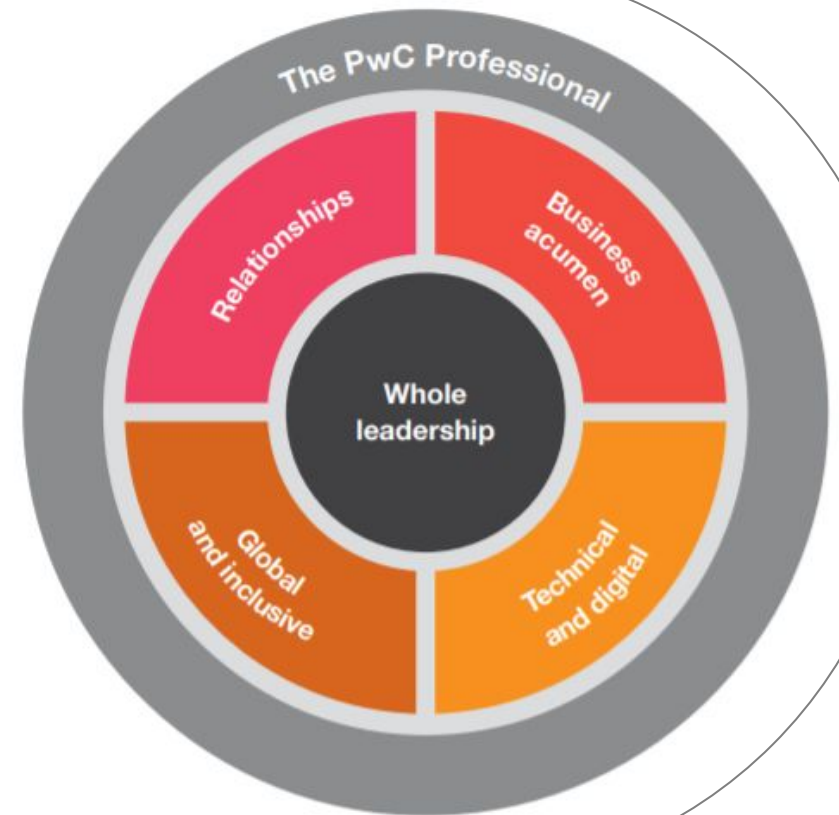 The PwC Professional
Relationships
Business
acumen
Whole
leadership
Global
and inclusive
Technical
and digital